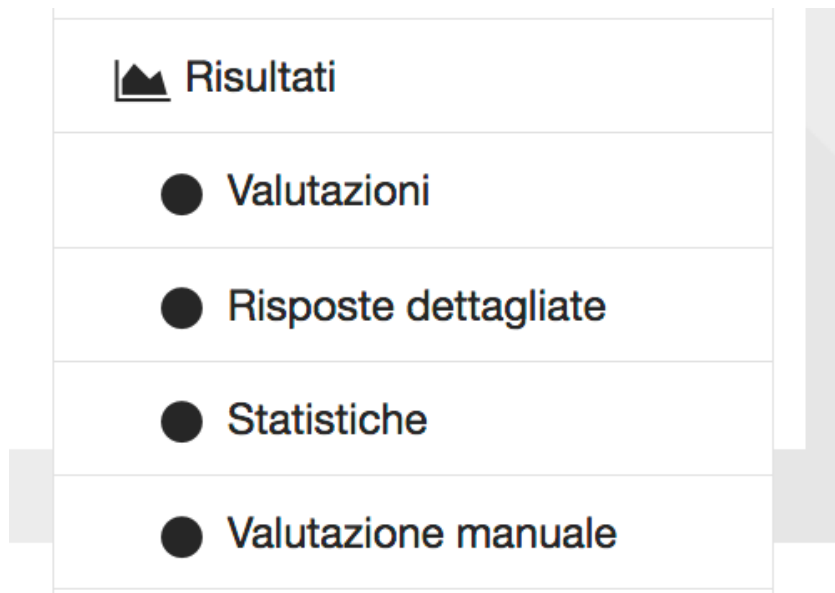 Risultati
Valutazioni
Risposte dettagliate
Statistiche
Valutazione manuale